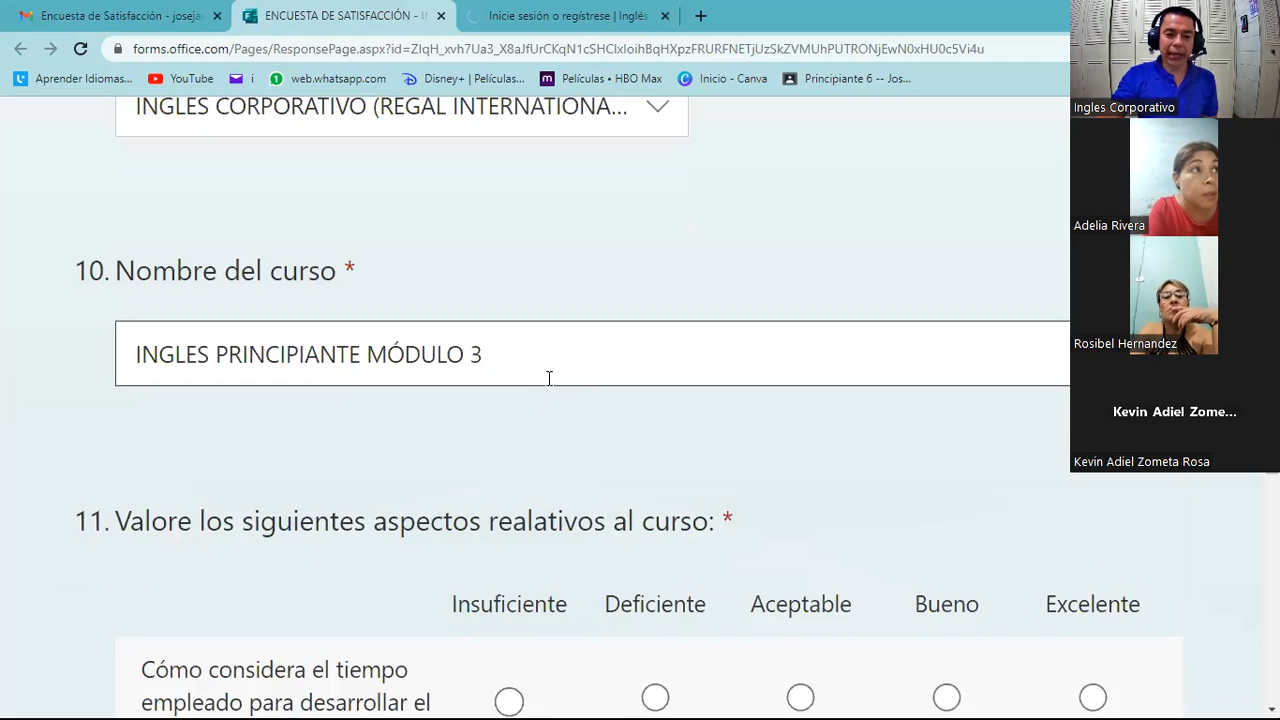 Encuesta de Satisfacción - joseja
ENCUESTA DE SATISFACCIÓN - I
Inicie sesión o regístrese | Inglés
forms.office.com/Pages/ResponsePage.aspx?id=ZIqH_xvh7U63_X8airUrCKqN1cSHCIxIoihBqHXpzFRURFNETjUzSkZVMUhPUTRONjEwN0xHU0c5Vi4u
Aprender Idiomas...
YouTube
i
web.whatsapp.com
Disney+ | Películas...
Películas • HBO Max
Inicio - Canva
Principiante 6 -- Jos...
INGLES CORPORATIVO (REGAL INTERNATIONA...
10. Nombre del curso *
INGLES PRINCIPIANTE MÓDULO 3
11. Valore los siguientes aspectos realativos al curso: *
Insuficiente Deficiente Aceptable Bueno Excelente
Cómo considera el tiempo
empleado para desarrollar el
Ingles Corporativo
Adelia Rivera
Rosibel Hernandez
Kevin Adiel Zome...
Kevin Adiel Zometa Rosa